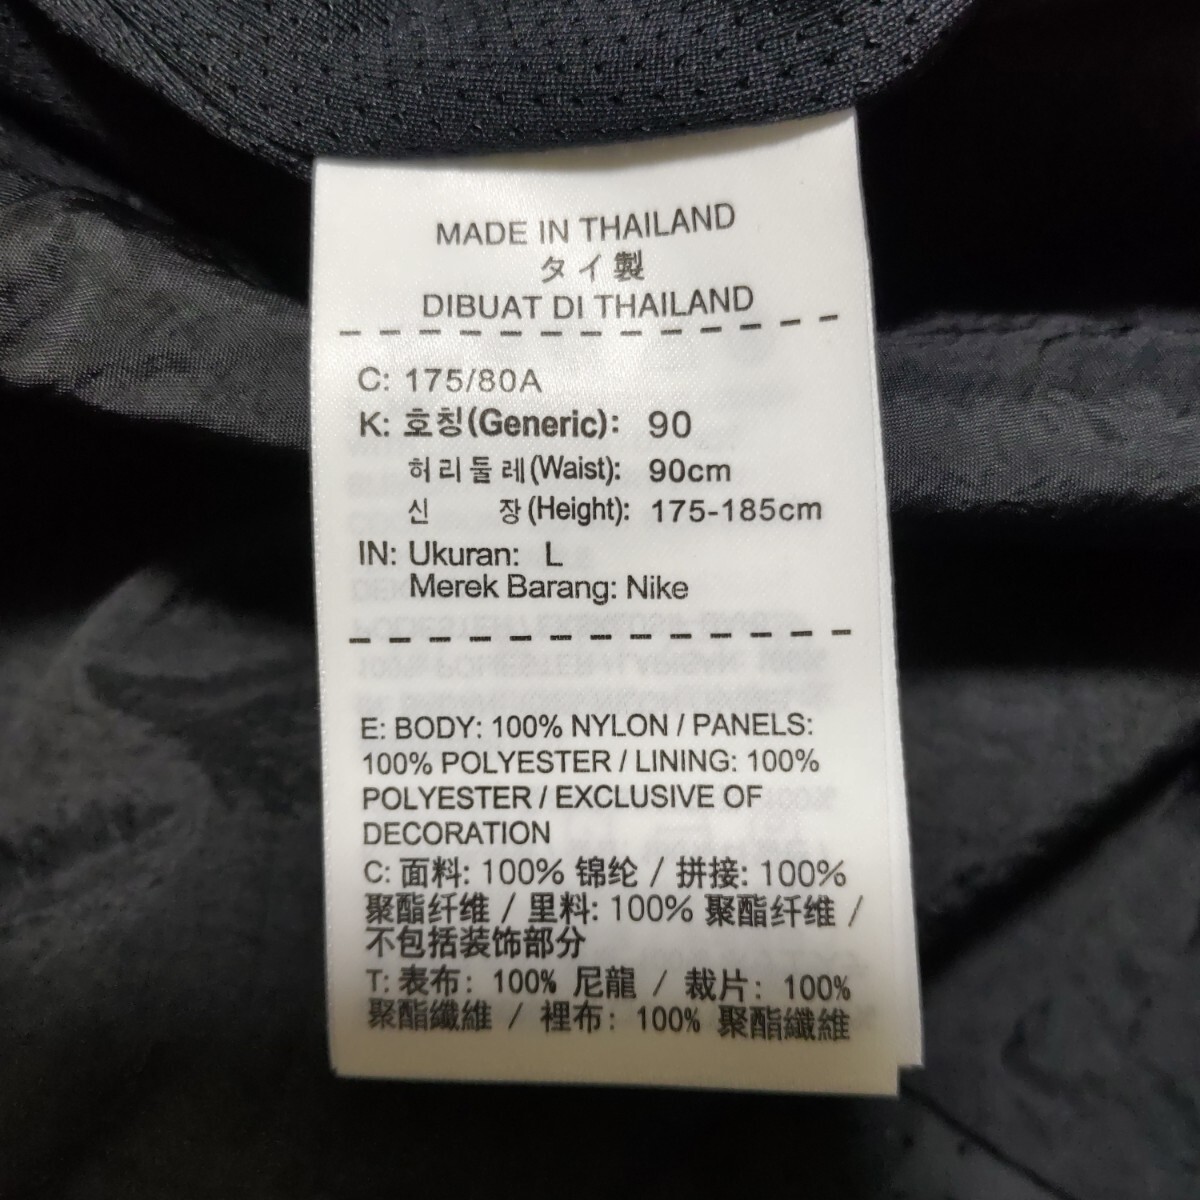 MADE IN THAILAND
タイ製
DIBUAT DI THAILAND
C: 175/80A
K: 호칭(Generic): 90
허리둘레(Waist): 90cm
신 장(Height): 175-185cm
IN: Ukuran: L
Merek Barang: Nike
E: BODY: 100% NYLON / PANELS:
100% POLYESTER / LINING: 100%
POLYESTER / EXCLUSIVE OF
DECORATION
C: 面料: 100% 锦纶 / 拼接: 100%
聚酯纤维 / 里料: 100% 聚酯纤维 /
不包括装饰部分
T: 表布: 100% 尼龍 / 裁片: 100%
聚酯纖維 / 裡布: 100% 聚酯纖維